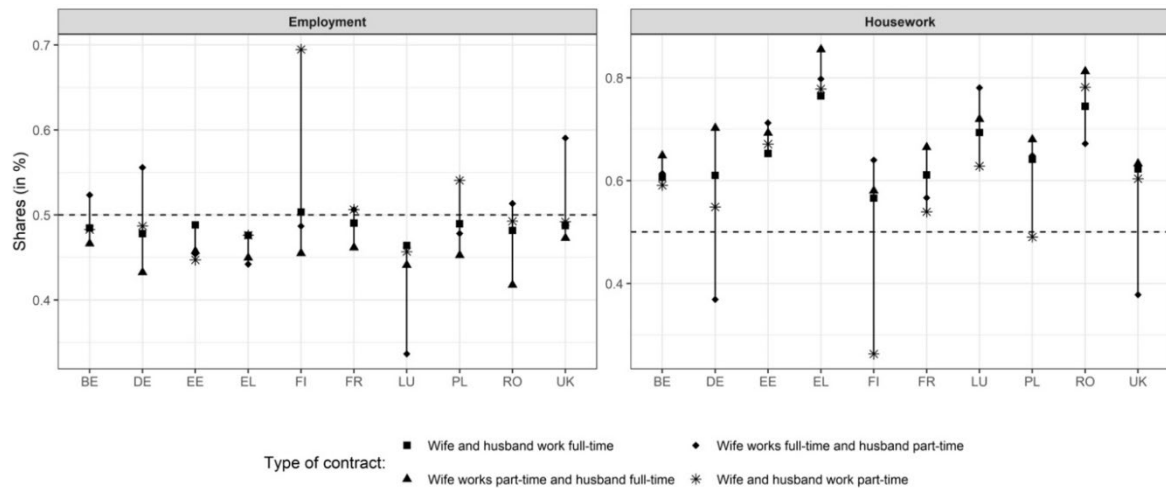 Employment
Housework
Shares (in %)
0.7
0.6
0.5
0.4
0.8
0.6
0.4
BE DE EE EL FI FR LU PL RO UK
BE DE EE EL FI FR LU PL RO UK
Type of contract:
Wife and husband work full-time
Wife works full-time and husband part-time
Wife works part-time and husband full-time
Wife and husband work part-time